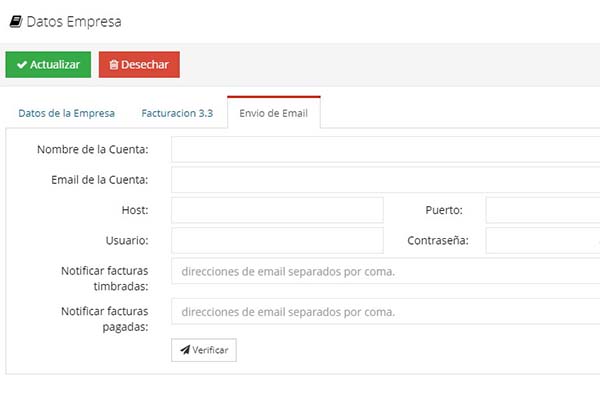 Datos Empresa
Actualizar Desechar
Datos de la Empresa Facturacion 3.3 Envio de Email
Nombre de la Cuenta:
Email de la Cuenta:
Host: Puerto:
Usuario: Contraseña:
Notificar facturas
timbradas:
direcciones de email separados por coma.
Notificar facturas
pagadas:
direcciones de email separados por coma.
Verificar